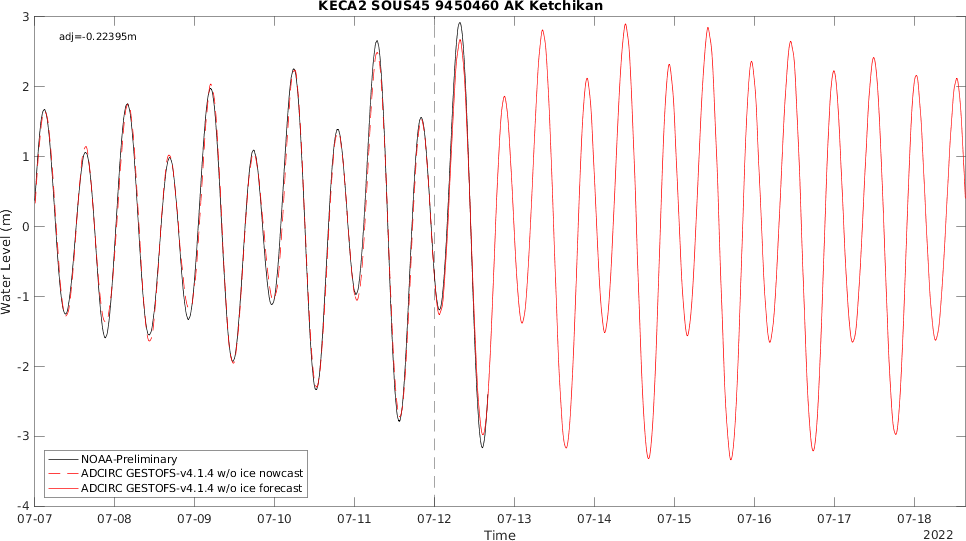 KECA2 SOUS45 9450460 AK Ketchikan
adj=-0.22395m
3
2
1
0
-1
-2
-3
-4
Water Level (m)
NOAA-Preliminary
ADCIRC GESTOFS-v4.1.4 w/o ice nowcast
ADCIRC GESTOFS-v4.1.4 w/o ice forecast
07-07 07-08 07-09 07-10 07-11 07-12 07-13 07-14 07-15 07-16 07-17 07-18
Time
2022